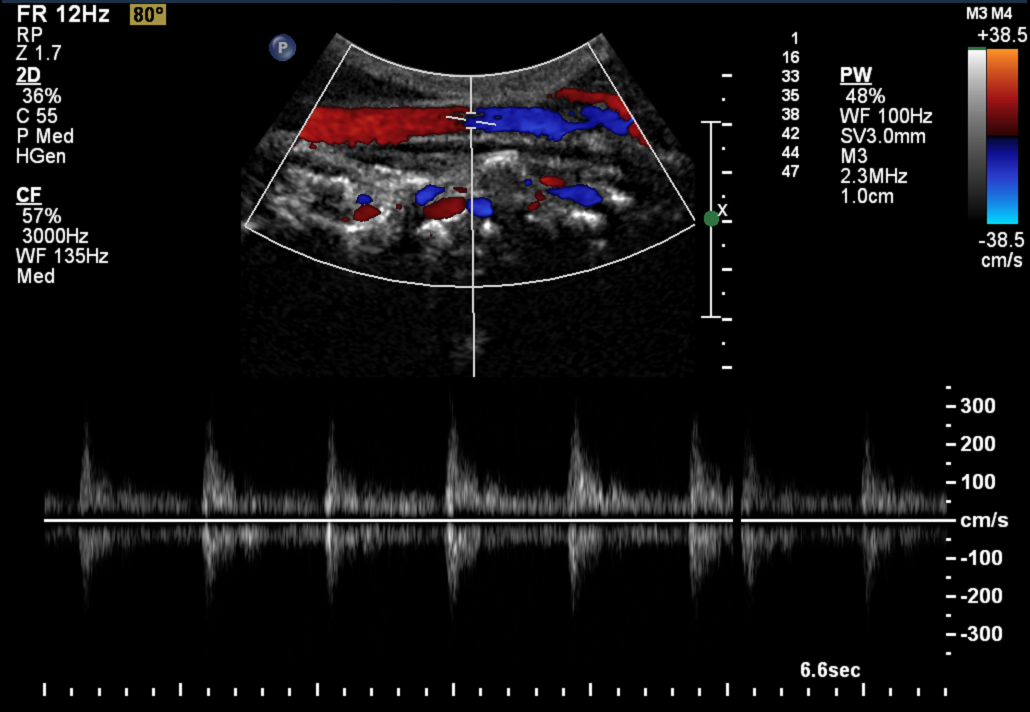 FR 12Hz 80°
RP
Z 1.7
2D
36%
C 55
P Med
HGen
CF
57%
3000Hz
WF 135Hz
Med
P
1
16
33
35
38
42
44
47
X
PW
48%
WF 100Hz
SV3.0mm
M3
2.3MHz
1.0cm
M3 M4
+38.5
-38.5
cm/s
300
200
100
cm/s
-100
-200
-300
6.6sec